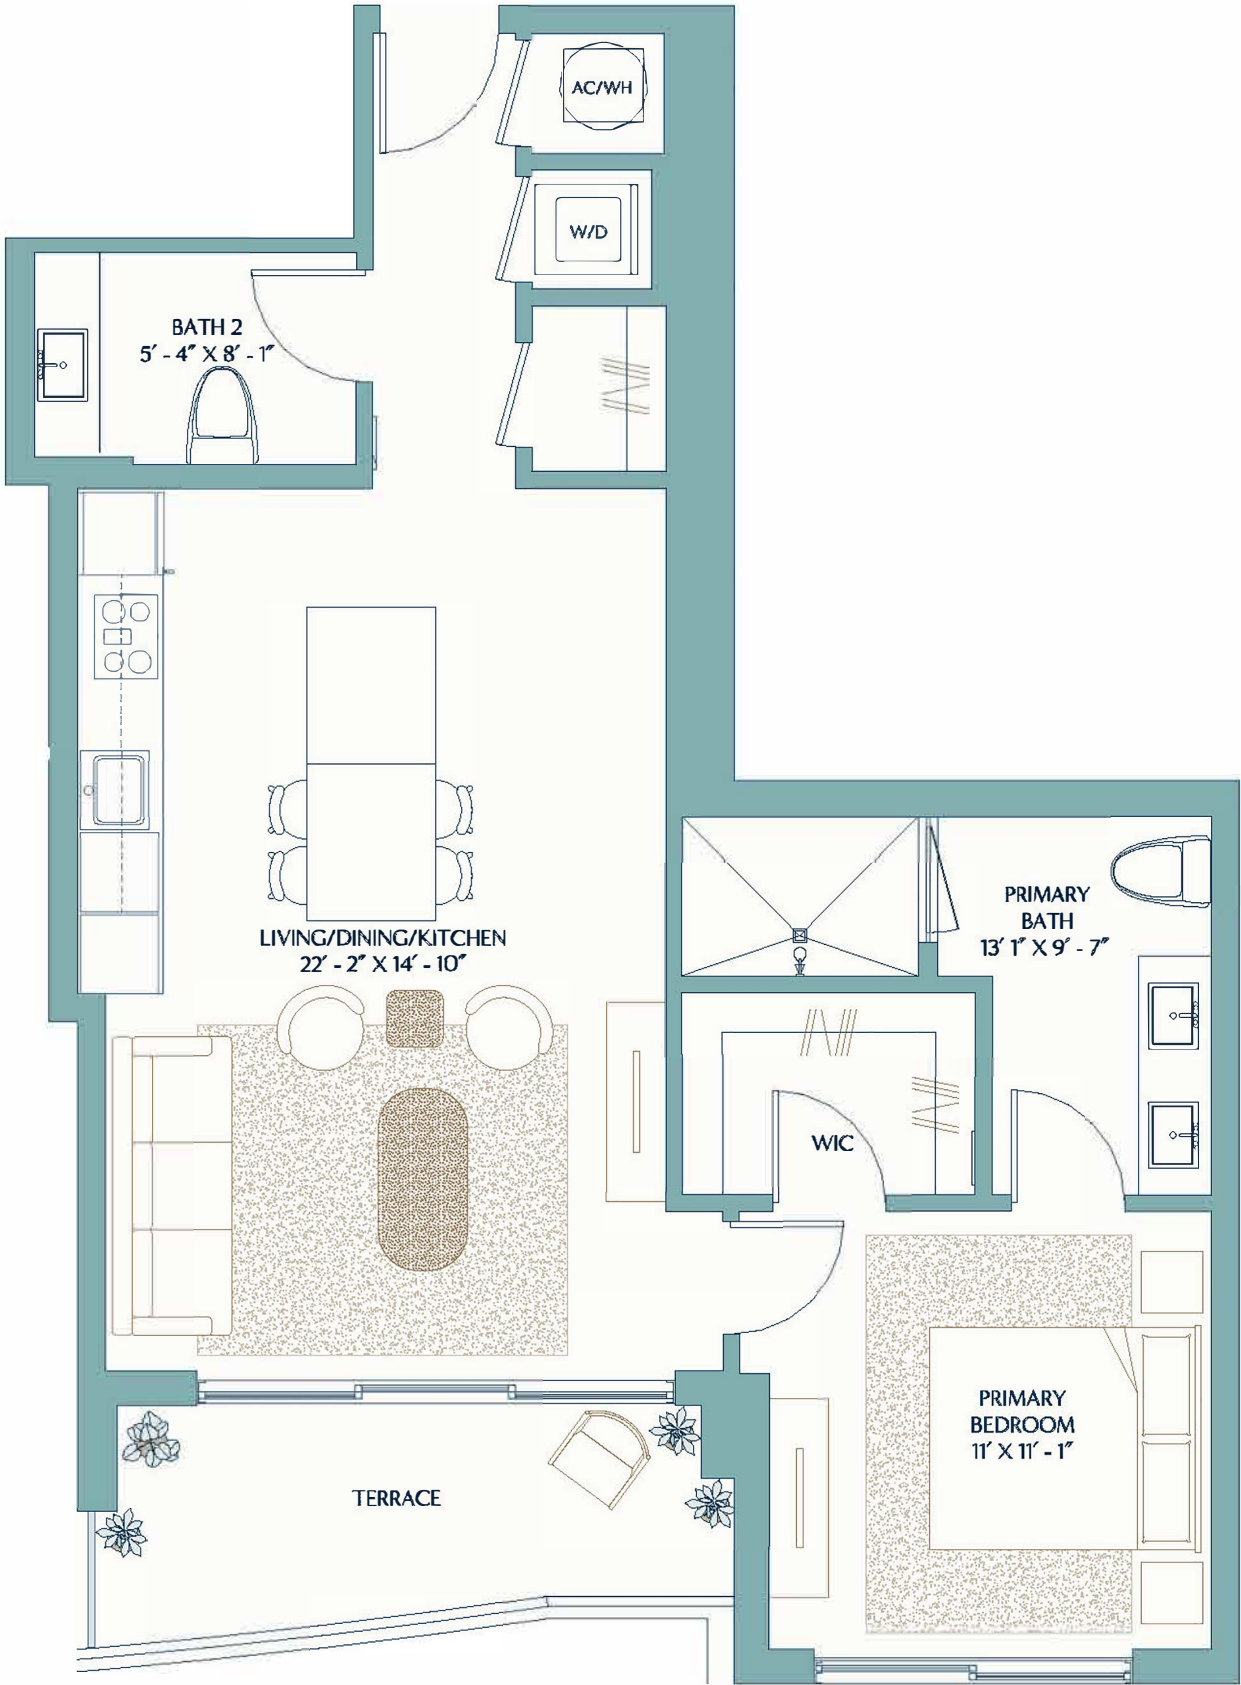 AC/WH
W/D
BATH 2
5′ - 4″ X 8′ - 1″
LIVING/DINING/KITCHEN
22′ - 2″ X 14′ - 10″
PRIMARY
BATH
13′ 1″ X 9′ - 7″
WIC
PRIMARY
BEDROOM
11′ X 11′ - 1″
TERRACE